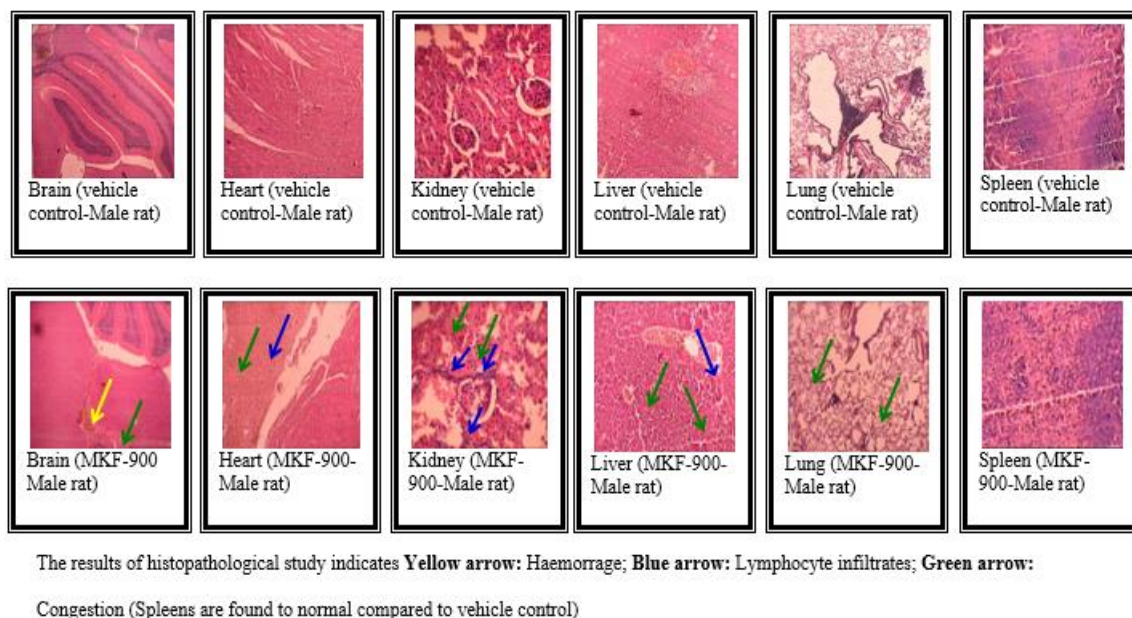 Brain (vehicle
control-Male rat)
Heart (vehicle
control-Male rat)
Kidney (vehicle
control-Male rat)
Liver (vehicle
control-Male rat)
Lung (vehicle
control-Male rat)
Spleen (vehicle
control-Male rat)
Brain (MKF-900
Male rat)
Heart (MKF-900-
Male rat)
Kidney (MKF-
900-Male rat)
Liver (MKF-900-
Male rat)
Lung (MKF-900-
Male rat)
Spleen (MKF-
900-Male rat)
The results of histopathological study indicates Yellow arrow: Haemorrage; Blue arrow: Lymphocyte infiltrates; Green arrow:
Congestion (Spleens are found to normal compared to vehicle control)